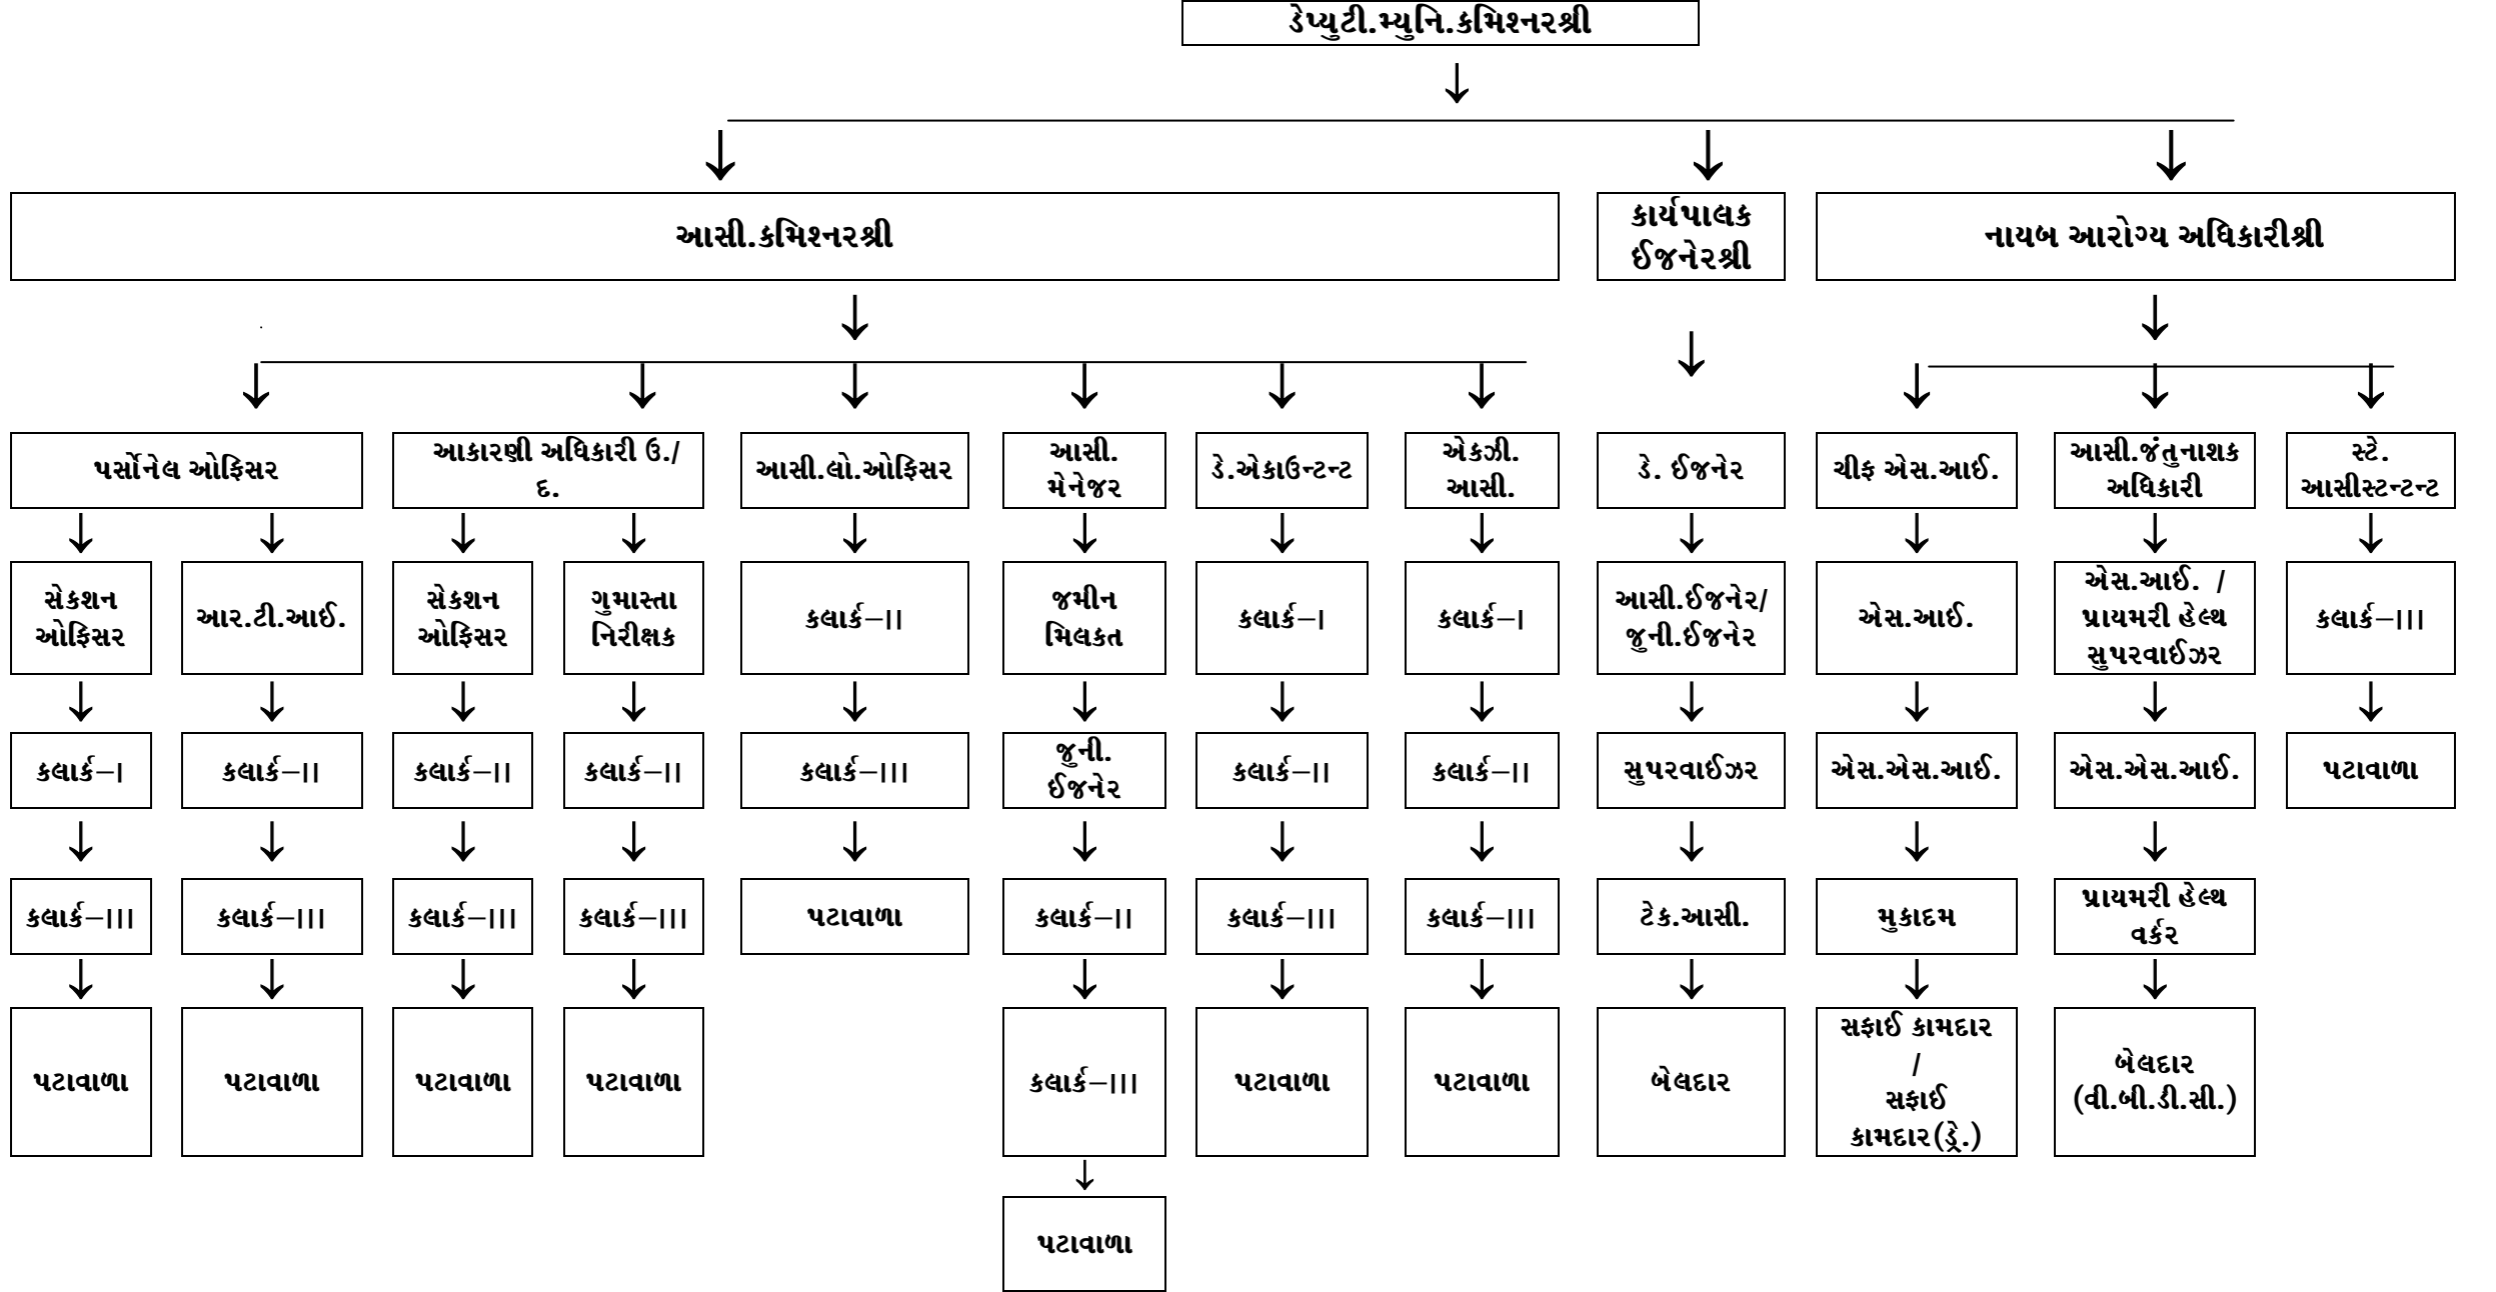 ડેપ્યુટી.મ્યુનિ.કમિશ્નરશ્રી
આસી.કમિશ્નરશ્રી
કાર્યપાલક
ઈજનેરશ્રી
નાયબ આરોગ્ય અધિકારીશ્રી
પર્સોનેલ ઓફિસર
આકારણી અધિકારી ઉ./
દ.
આસી.લો.ઓફિસર
આસી.
મેનેજર
ડે.એકાઉન્ટન્ટ
એકઝી.
આસી.
ડે. ઈજનેર
ચીફ એસ.આઈ.
આસી.જંતુનાશક
અધિકારી
સ્ટે.
આસીસ્ટન્ટન્ટ
સેકશન
ઓફિસર
આર.ટી.આઈ.
સેકશન
ઓફિસર
ગુમાસ્તા
નિરીક્ષક
કલાર્ક–II
જમીન
મિલકત
કલાર્ક–I
કલાર્ક–I
આસી.ઈજનેર/
જુની.ઈજનેર
એસ.આઈ.
એસ.આઈ. /
પ્રાયમરી હેલ્થ
સુપરવાઈઝર
કલાર્ક–III
કલાર્ક–I
કલાર્ક–II
કલાર્ક–II
કલાર્ક–II
કલાર્ક–III
જુની.
ઈજનેર
કલાર્ક–II
કલાર્ક–II
સુપરવાઈઝર
એસ.એસ.આઈ.
એસ.એસ.આઈ.
પટાવાળા
કલાર્ક–III
કલાર્ક–III
કલાર્ક–III
કલાર્ક–III
પટાવાળા
કલાર્ક–II
કલાર્ક–III
કલાર્ક–III
ટેક.આસી.
મુકાદમ
પ્રાયમરી હેલ્થ
વર્કર
પટાવાળા
પટાવાળા
પટાવાળા
પટાવાળા
કલાર્ક–III
પટાવાળા
પટાવાળા
બેલદાર
સફાઈ કામદાર
/
સફાઈ
કામદાર(ડ્રે.)
બેલદાર
(વી.બી.ડી.સી.)
પટાવાળા